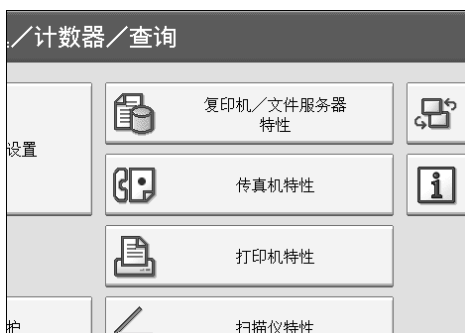 ／计数器／查询
复印机／文件服务器
特性
设置
传真机特性
打印机特性
护
扫描仪特性